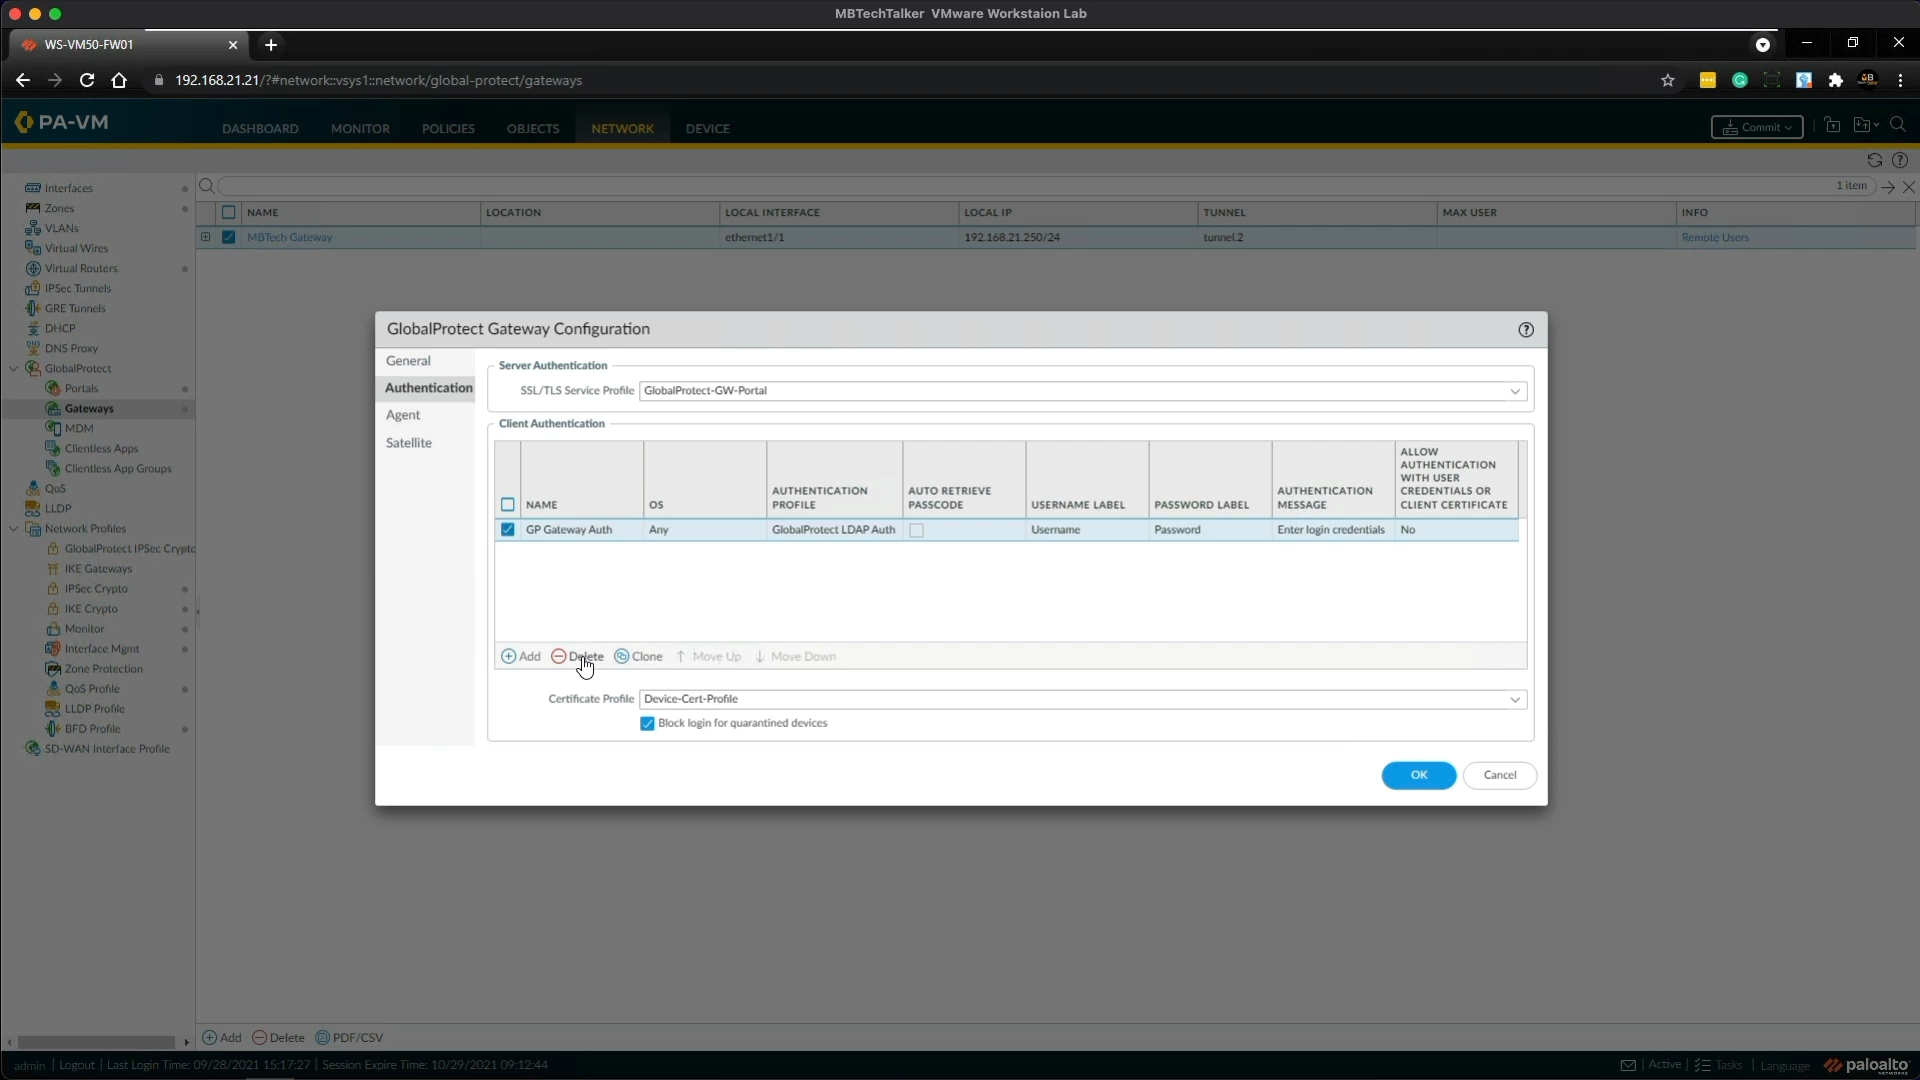 MBTechTalker VMware Workstaion Lab
WS-VM50-FW01
192.168.21.21/?#network::vsys1::network/global-protect/gateways
PA-VM
DASHBOARD MONITOR POLICIES OBJECTS NETWORK DEVICE
Commit
1 item
NAME LOCATION LOCAL INTERFACE LOCAL IP TUNNEL MAX USER INFO
MBTech Gateway ethernet1/1 192.168.21.250/24 tunnel.2 Remote Users
Interfaces
Zones
VLANs
Virtual Wires
Virtual Routers
IPSec Tunnels
GRE Tunnels
DHCP
DNS Proxy
GlobalProtect
Portals
Gateways
MDM
Clientless Apps
Clientless App Groups
QoS
LLDP
Network Profiles
GlobalProtect IPSec Crypto
IKE Gateways
IPSec Crypto
IKE Crypto
Monitor
Interface Mgmt
Zone Protection
QoS Profile
LLDP Profile
BFD Profile
SD-WAN Interface Profile
GlobalProtect Gateway Configuration
General
Authentication
Agent
Satellite
Server Authentication
SSL/TLS Service Profile GlobalProtect-GW-Portal
Client Authentication
NAME OS AUTHENTICATION PROFILE AUTO RETRIEVE PASSCODE USERNAME LABEL PASSWORD LABEL AUTHENTICATION MESSAGE ALLOW AUTHENTICATION WITH USER CREDENTIALS OR CLIENT CERTIFICATE
GP Gateway Auth Any GlobalProtect LDAP Auth Username Password Enter login credentials No
Add Delete Clone Move Up Move Down
Certificate Profile Device-Cert-Profile
Block login for quarantined devices
OK Cancel
Add Delete PDF/CSV
admin | Logout | Last Login Time: 09/28/2021 15:17:27 | Session Expire Time: 10/29/2021 09:12:44
Active | Tasks | Language paloalto NETWORKS